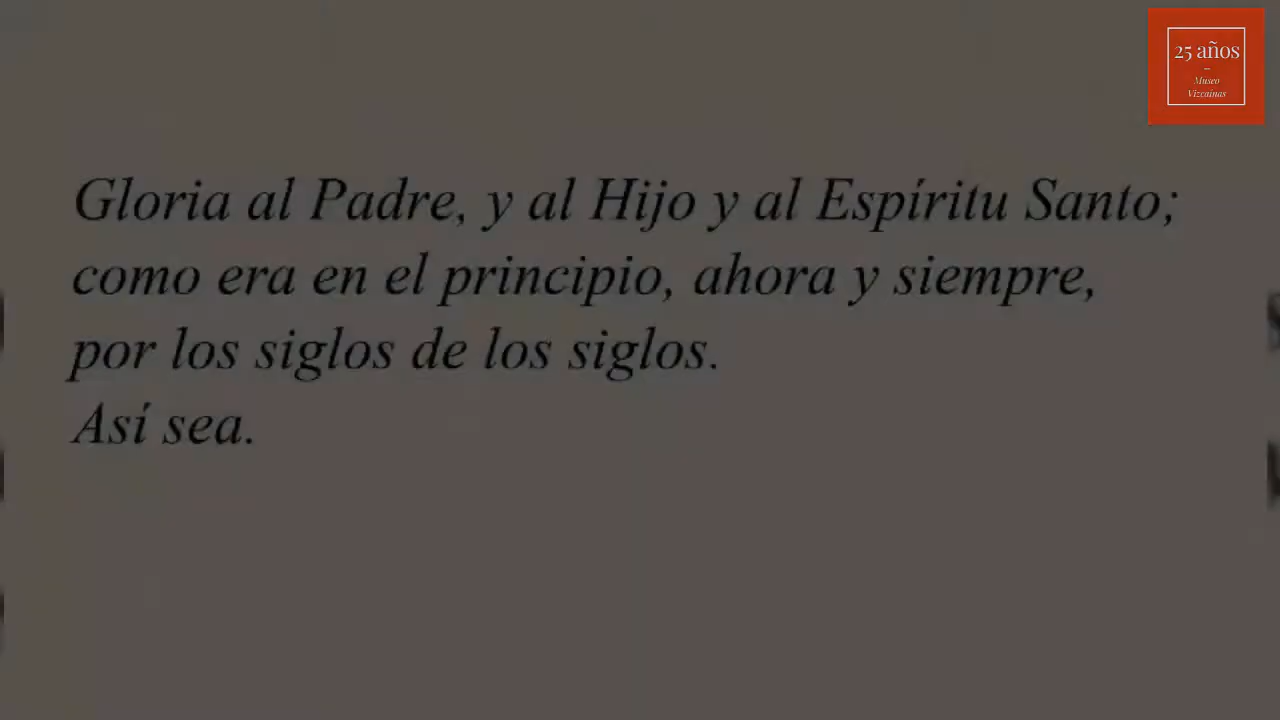 25 años
–
Museo
Vizcaínas
Gloria al Padre, y al Hijo y al Espíritu Santo;
como era en el principio, ahora y siempre,
por los siglos de los siglos.
Así sea.